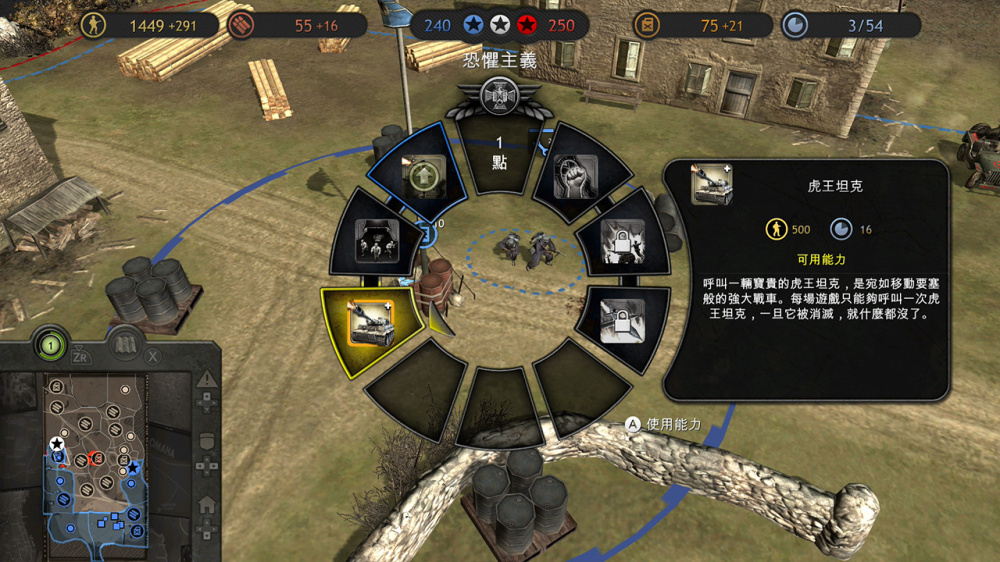 1449 +291
55 +16
240
250
75 +21
3/54
恐懼主義
1
點
虎王坦克
500
16
可用能力
呼叫一輛寶貴的虎王坦克，是宛如移動要塞
般的強大戰車。每場遊戲只能夠呼叫一次虎
王坦克，一旦它被消滅，就什麼都沒了。
A 使用能力
1
ZR
X